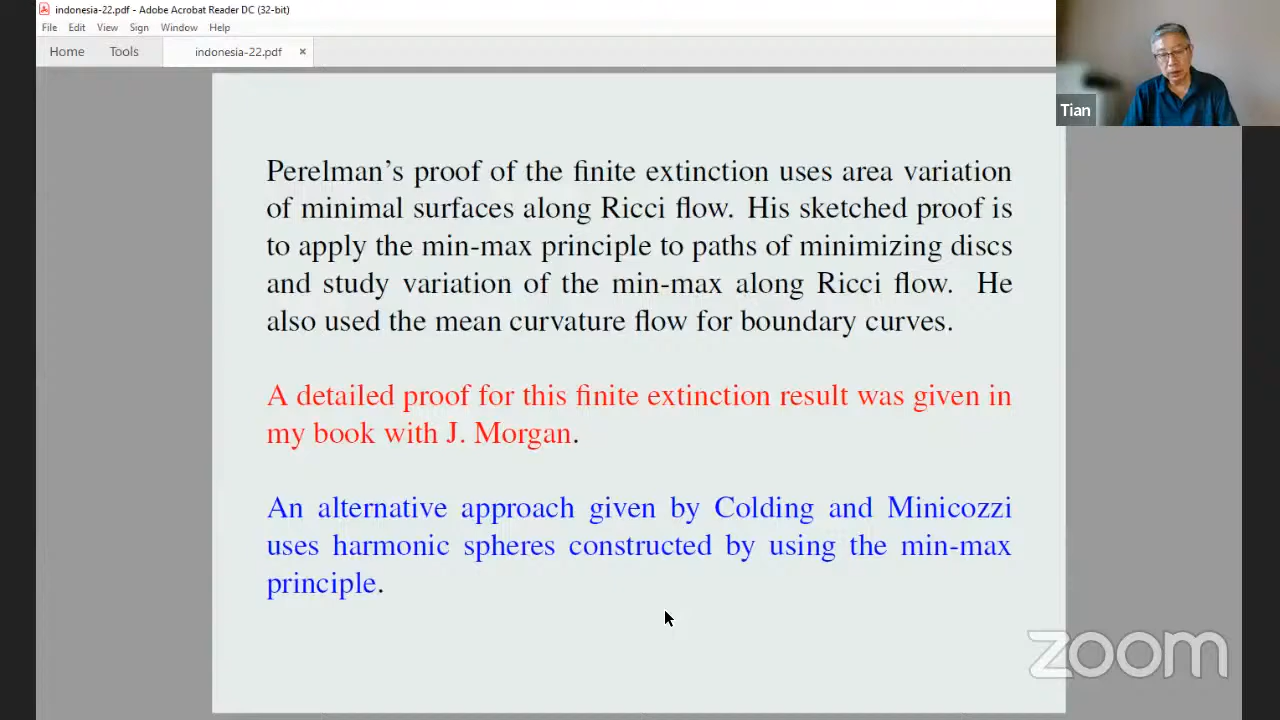 indonesia-22.pdf - Adobe Acrobat Reader DC (32-bit)
File Edit View Sign Window Help
Home Tools indonesia-22.pdf ×
Tian
Perelman's proof of the finite extinction uses area variation
of minimal surfaces along Ricci flow. His sketched proof is
to apply the min-max principle to paths of minimizing discs
and study variation of the min-max along Ricci flow. He
also used the mean curvature flow for boundary curves.
A detailed proof for this finite extinction result was given in
my book with J. Morgan.
An alternative approach given by Colding and Minicozzi
uses harmonic spheres constructed by using the min-max
principle.
zoom